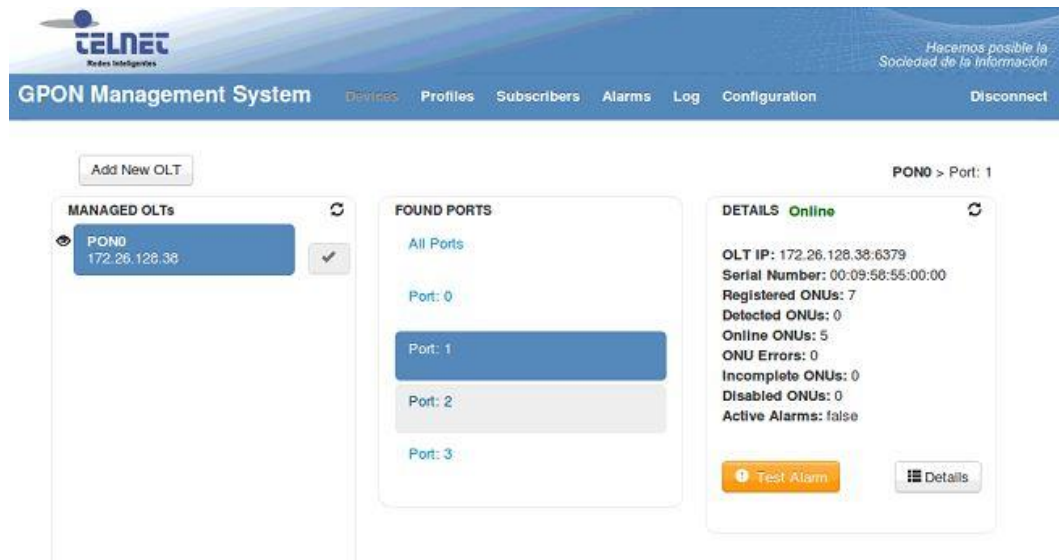 TELNET
Redes Inteligentes
Hacemos posible la
Sociedad de la Información
GPON Management System Devices Profiles Subscribers Alarms Log Configuration Disconnect
Add New OLT
PON0 > Port: 1
MANAGED OLTs
PON0
172.26.128.38
FOUND PORTS
All Ports
Port: 0
Port: 1
Port: 2
Port: 3
DETAILS Online
OLT IP: 172.26.128.38:6379
Serial Number: 00:09:58:55:00:00
Registered ONUs: 7
Detected ONUs: 0
Online ONUs: 5
ONU Errors: 0
Incomplete ONUs: 0
Disabled ONUs: 0
Active Alarms: false
Test Alarm
Details